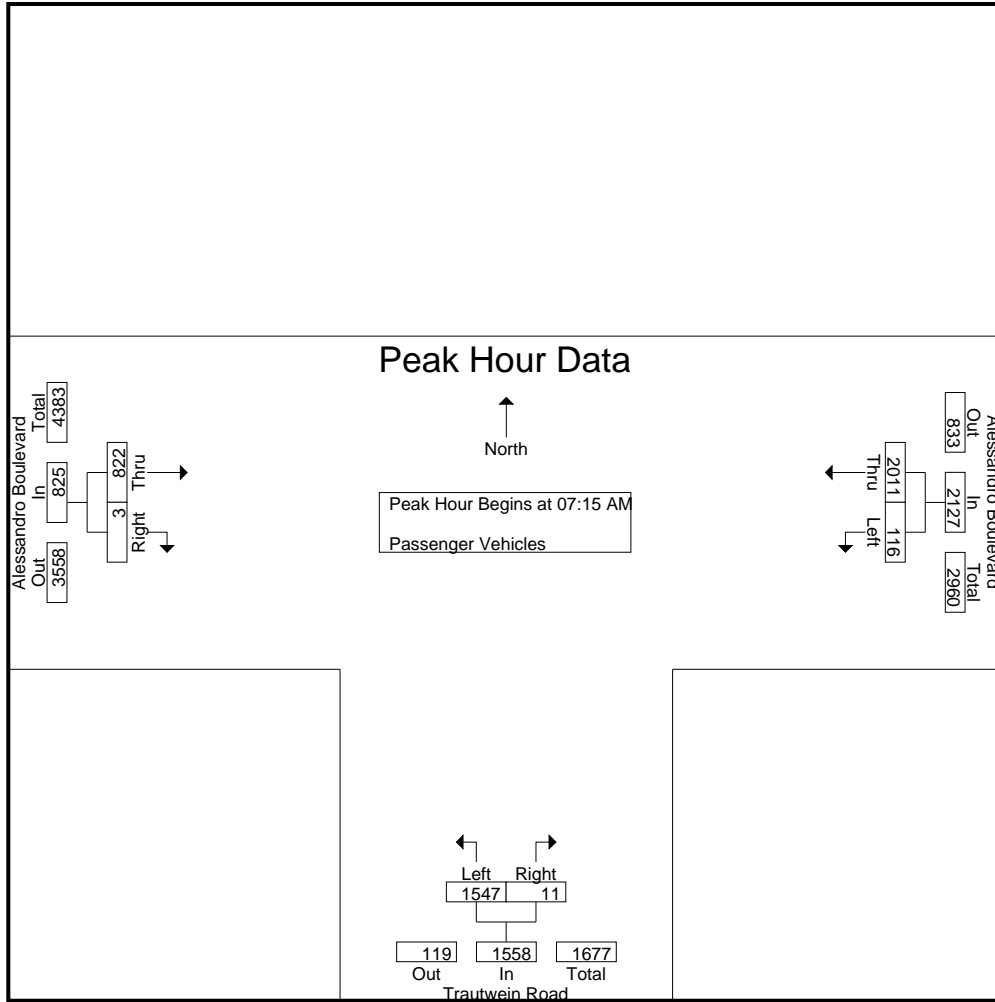 Peak Hour Data
North
Peak Hour Begins at 07:15 AM
Passenger Vehicles
Alessandro Boulevard
Total
4383
In
825
Out
3558
822
Thru
3
Right
Alessandro Boulevard
Out
833
In
2127
Total
2960
2011
Thru
116
Left
Left Right
1547 11
119 1558 1677
Out In Total
Trautwein Road